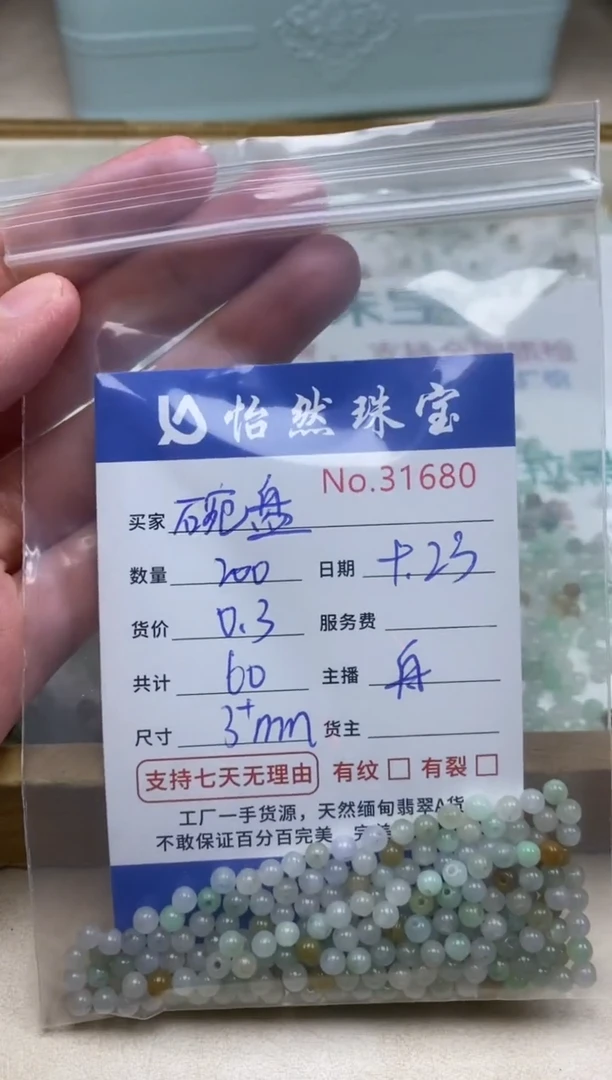 怡然珠宝
No.31680
买家 碗盘
数量 200 日期 十.23
货价 0.3 服务费
共计 60 主播 舟
尺寸 3+mm 货主
支持七天无理由 有纹 □ 有裂 □
工厂一手货源，天然缅甸翡翠A货
不敢保证百分百完美